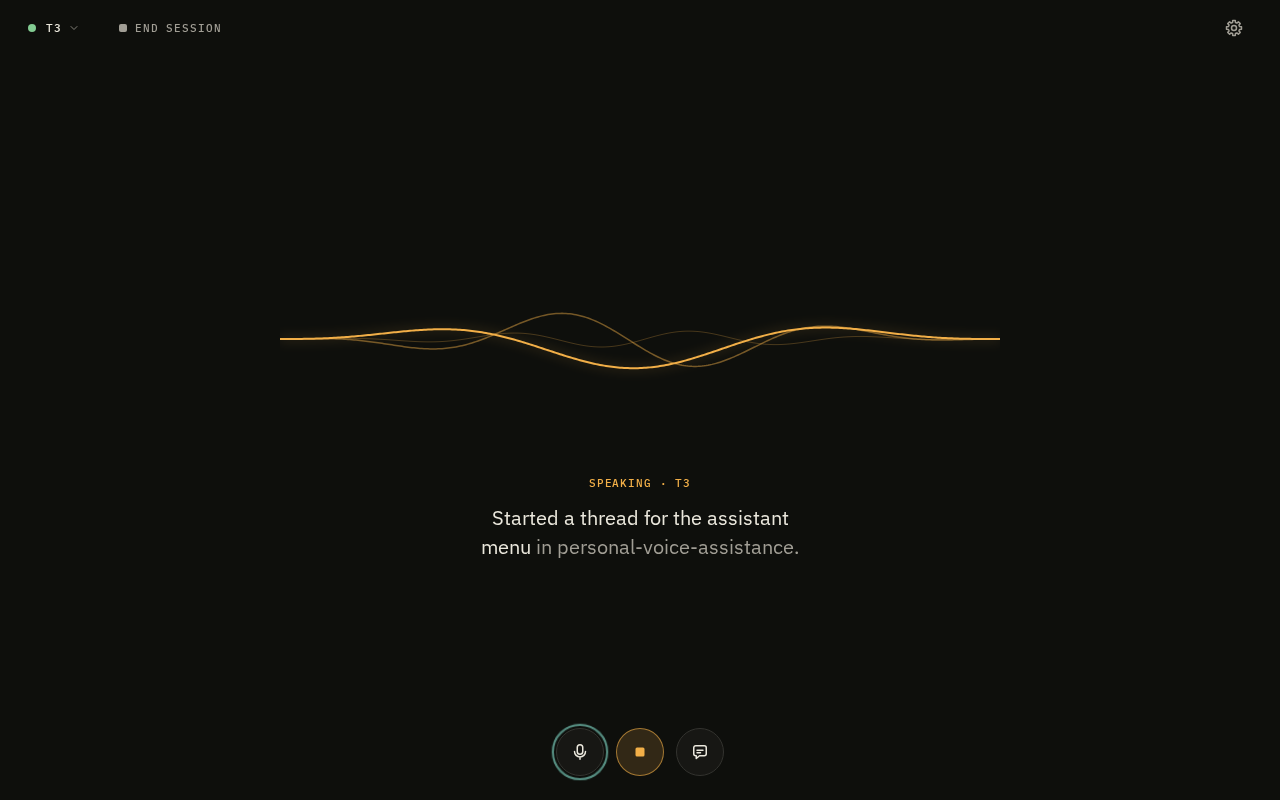 T3
END SESSION
SPEAKING · T3
Started a thread for the assistant
menu in personal-voice-assistance.